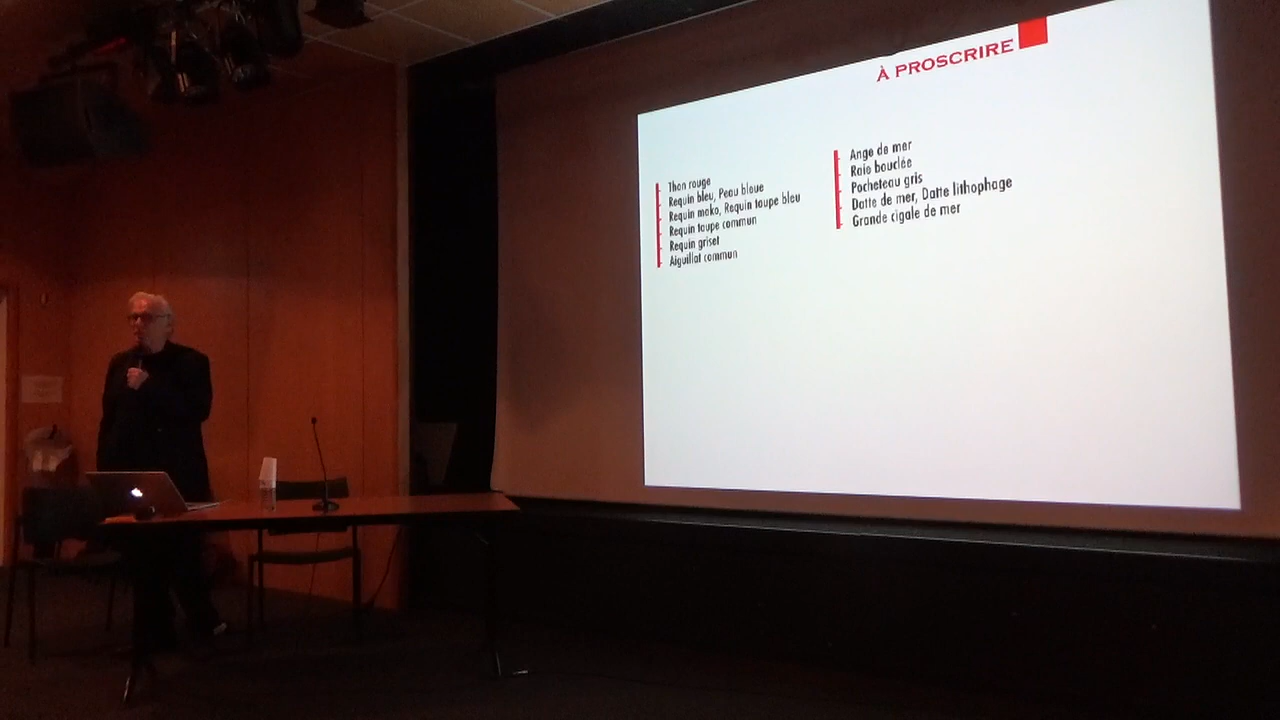 À PROSCRIRE
Thon rouge
Requin bleu, Peau bleue
Requin mako, Requin taupe bleu
Requin taupe commun
Requin griset
Aiguillat commun
Ange de mer
Raie bouclée
Pocheteau gris
Datte de mer, Datte lithophage
Grande cigale de mer